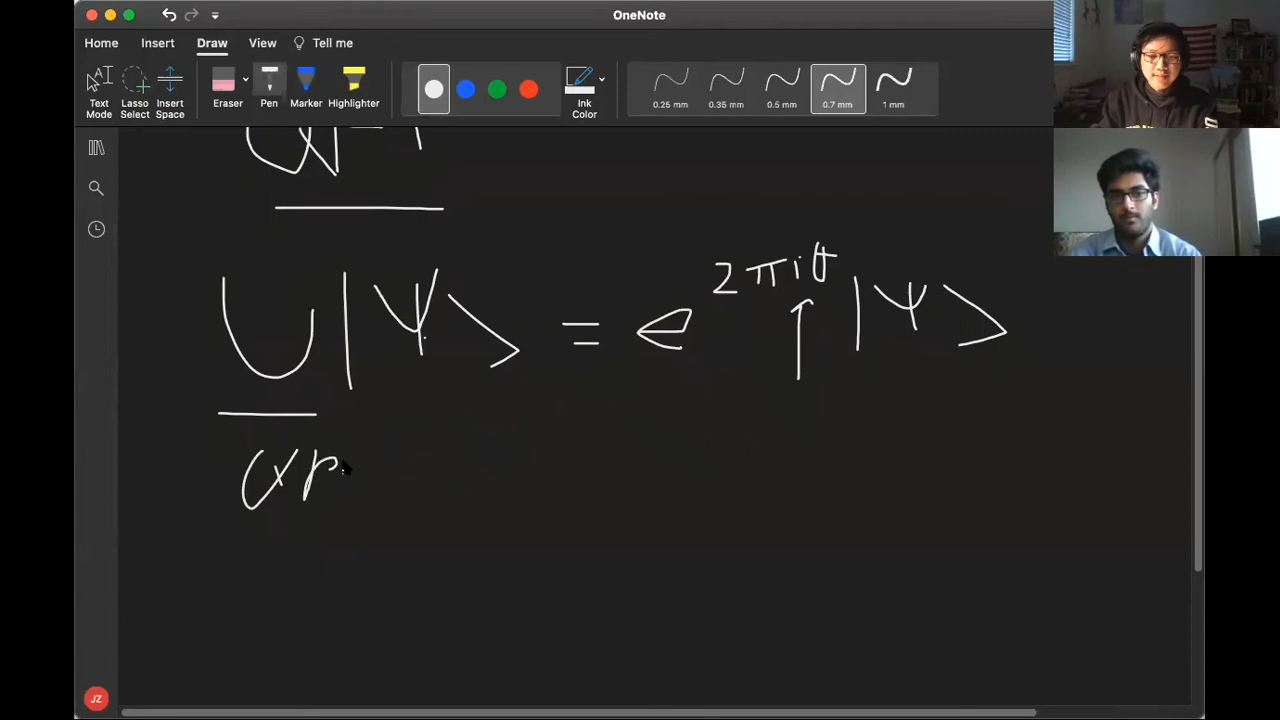 OneNote
Home Insert Draw View Tell me
Text Mode Lasso Select Insert Space Eraser Pen Marker Highlighter Ink Color 0.25 mm 0.35 mm 0.5 mm 0.7 mm 1 mm
U|Ψ> = e^2πiθ |Ψ>
JZ